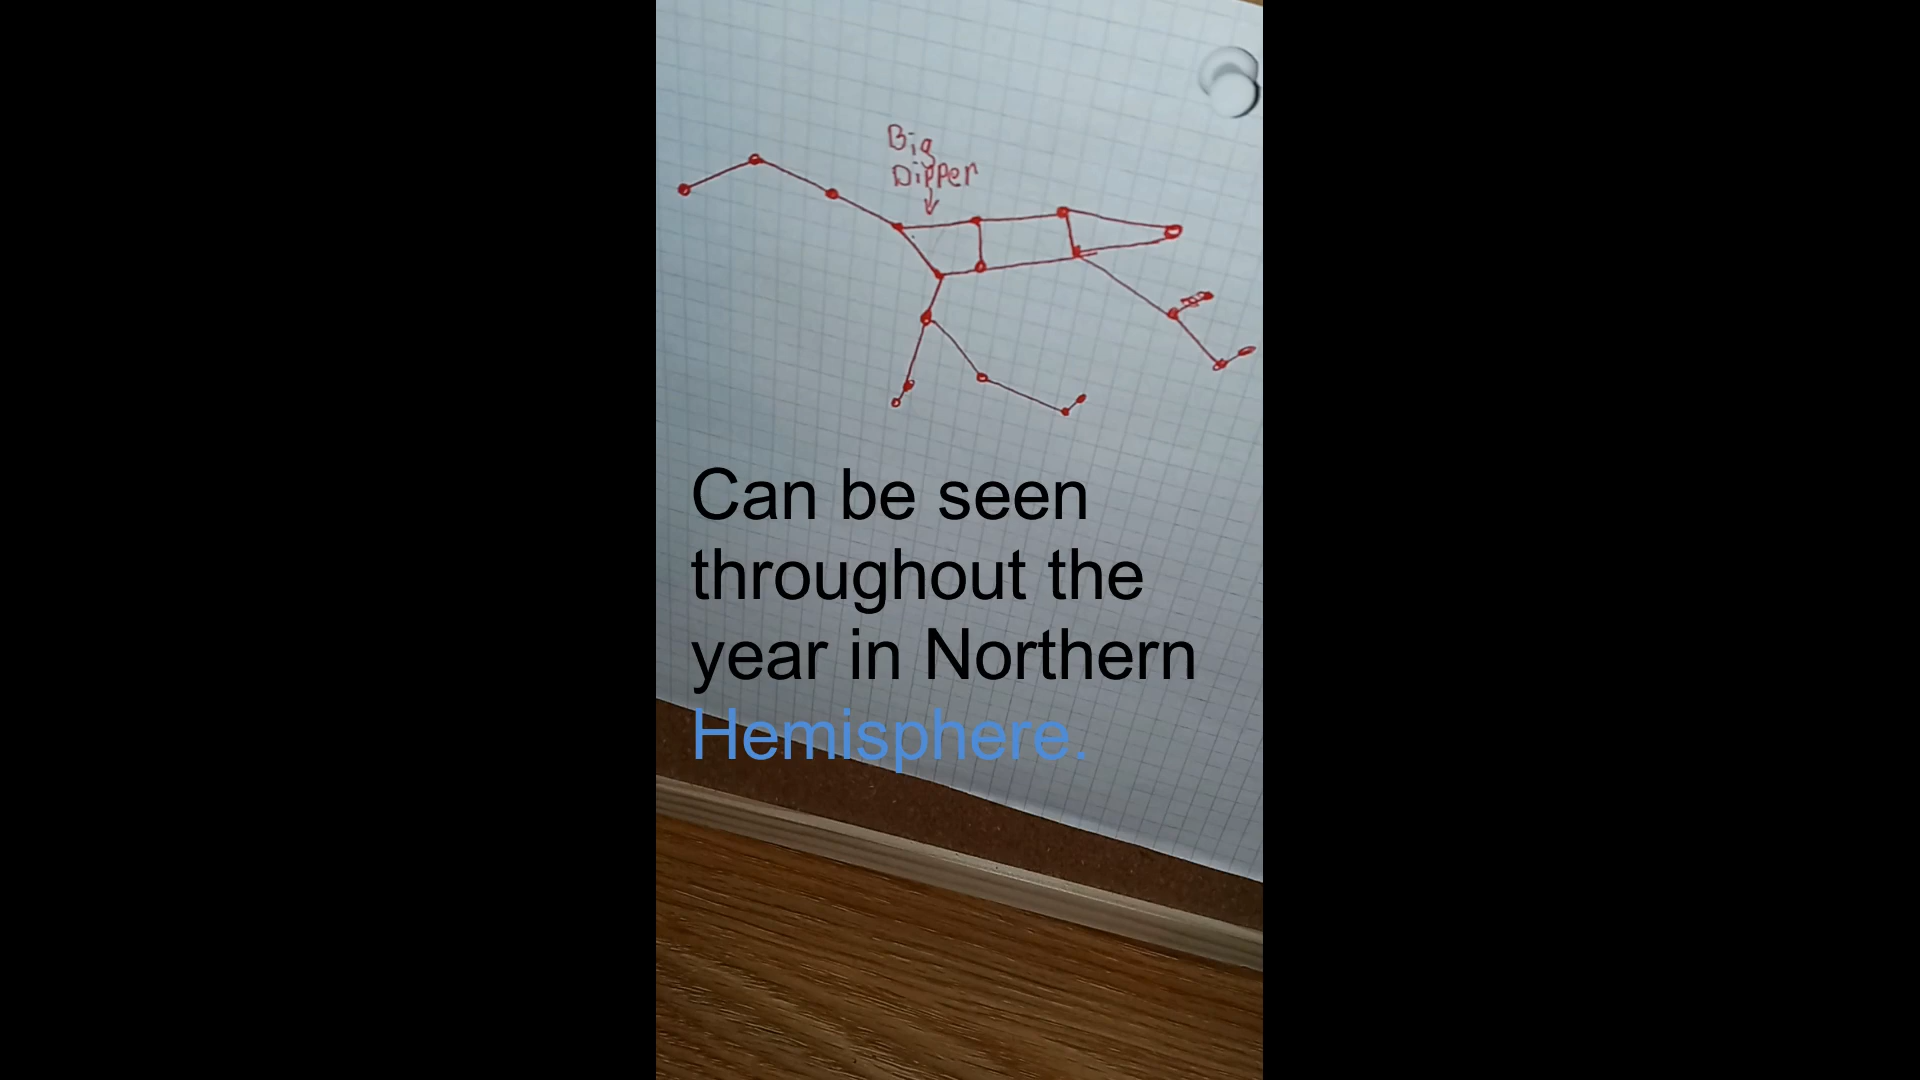 Big
Dipper
Can be seen
throughout the
year in Northern
Hemisphere.